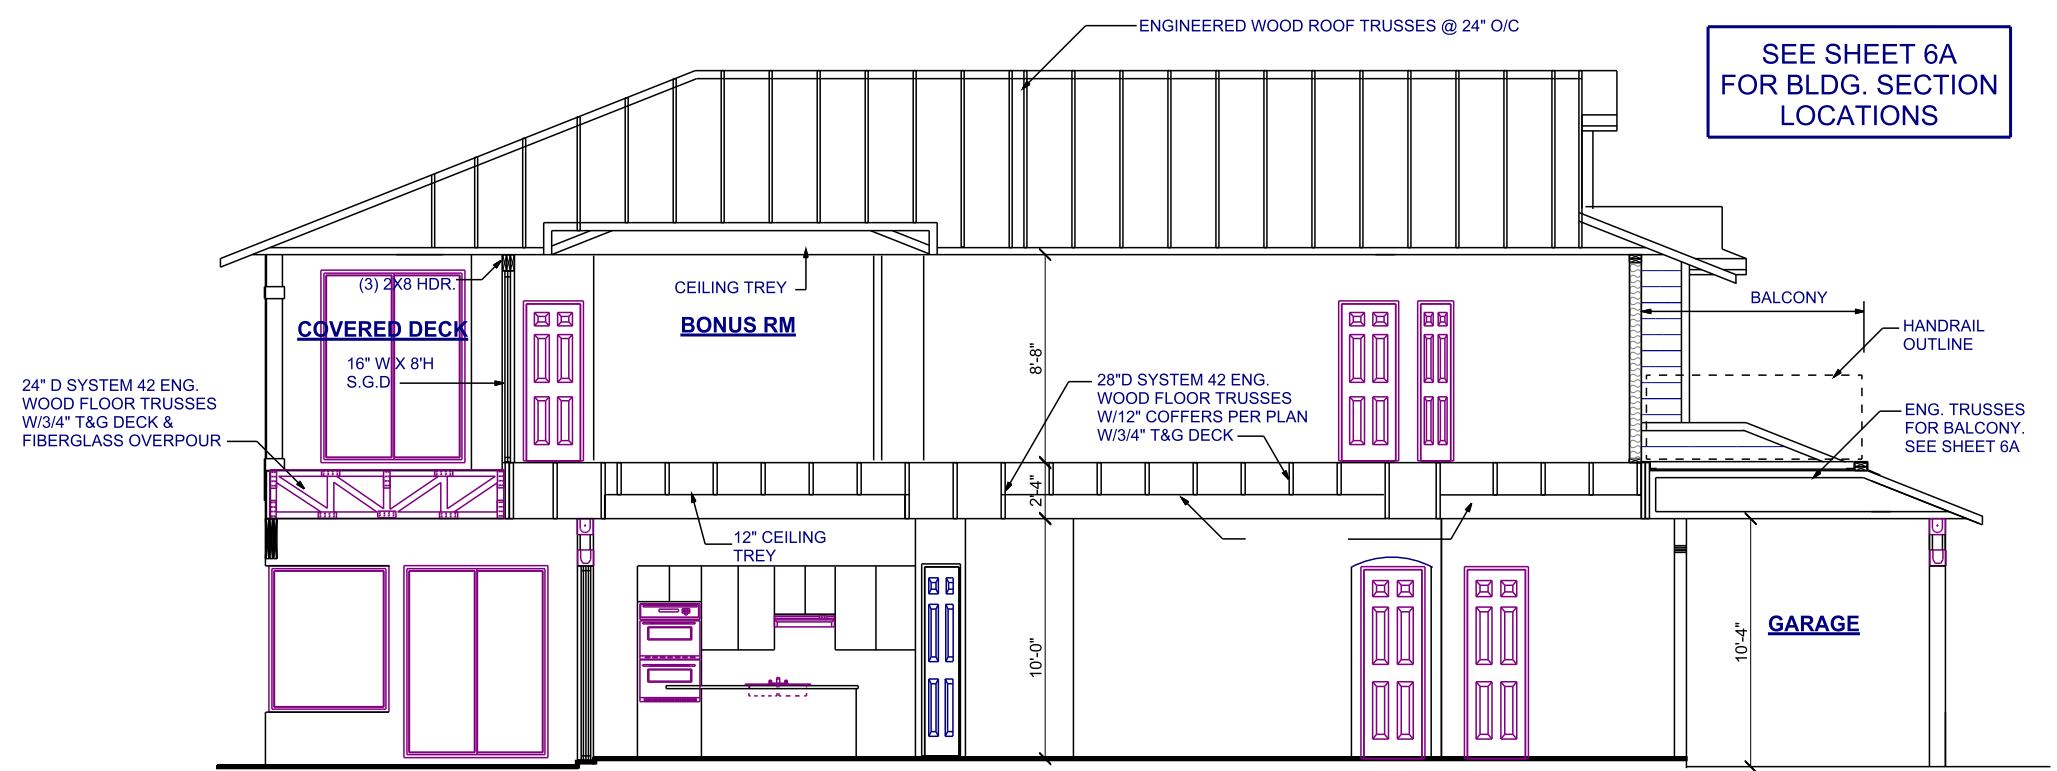 ENGINEERED WOOD ROOF TRUSSES @ 24" O/C
SEE SHEET 6A
FOR BLDG. SECTION
LOCATIONS
(3) 2X8 HDR.
CEILING TREY
COVERED DECK
BONUS RM
BALCONY
HANDRAIL
OUTLINE
16" W X 8'H
S.G.D
8'-8"
24" D SYSTEM 42 ENG.
WOOD FLOOR TRUSSES
W/3/4" T&G DECK &
FIBERGLASS OVERPOUR
28"D SYSTEM 42 ENG.
WOOD FLOOR TRUSSES
W/12" COFFERS PER PLAN
W/3/4" T&G DECK
ENG. TRUSSES
FOR BALCONY.
SEE SHEET 6A
2'-4"
12" CEILING
TREY
10'-0"
10'-4"
GARAGE